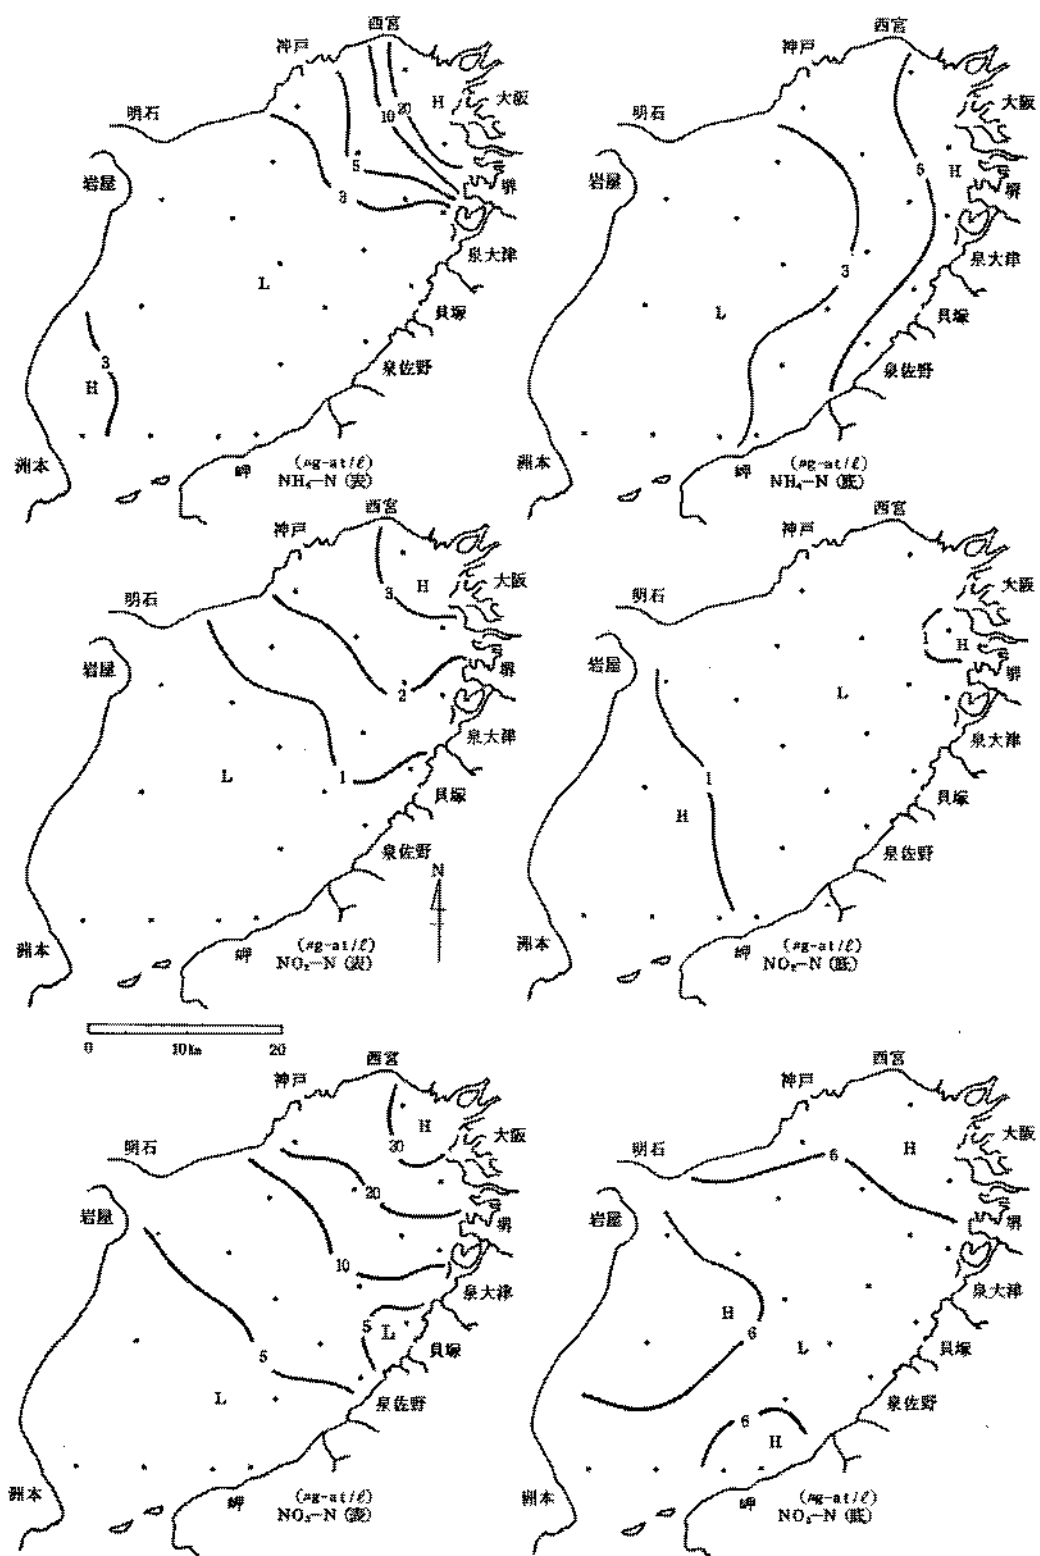 西宮
神戸
20
大阪
H
10
明石
5
岩屋
堺
3
泉大津
L
貝塚
3
H
泉佐野
洲本
岬
(μg-at/ℓ)
NH₄-N (表)
西宮
神戸
大阪
明石
5
H
岩屋
堺
泉大津
3
L
貝塚
泉佐野
洲本
岬
(μg-at/ℓ)
NH₄-N (底)
西宮
神戸
H
大阪
3
明石
岩屋
堺
2
泉大津
L
1
貝塚
泉佐野
N
洲本
岬
(μg-at/ℓ)
NO₂-N (表)
西宮
神戸
大阪
明石
1
H
岩屋
堺
L
泉大津
1
貝塚
H
泉佐野
洲本
岬
(μg-at/ℓ)
NO₂-N (底)
0 10km 20
西宮
神戸
H
大阪
30
明石
20
岩屋
堺
10
泉大津
5
L
貝塚
5
L
泉佐野
洲本
岬
(μg-at/ℓ)
NO₃-N (表)
西宮
神戸
大阪
明石
6
H
岩屋
堺
泉大津
H
6
L
貝塚
泉佐野
6
H
洲本
岬
(μg-at/ℓ)
NO₃-N (底)